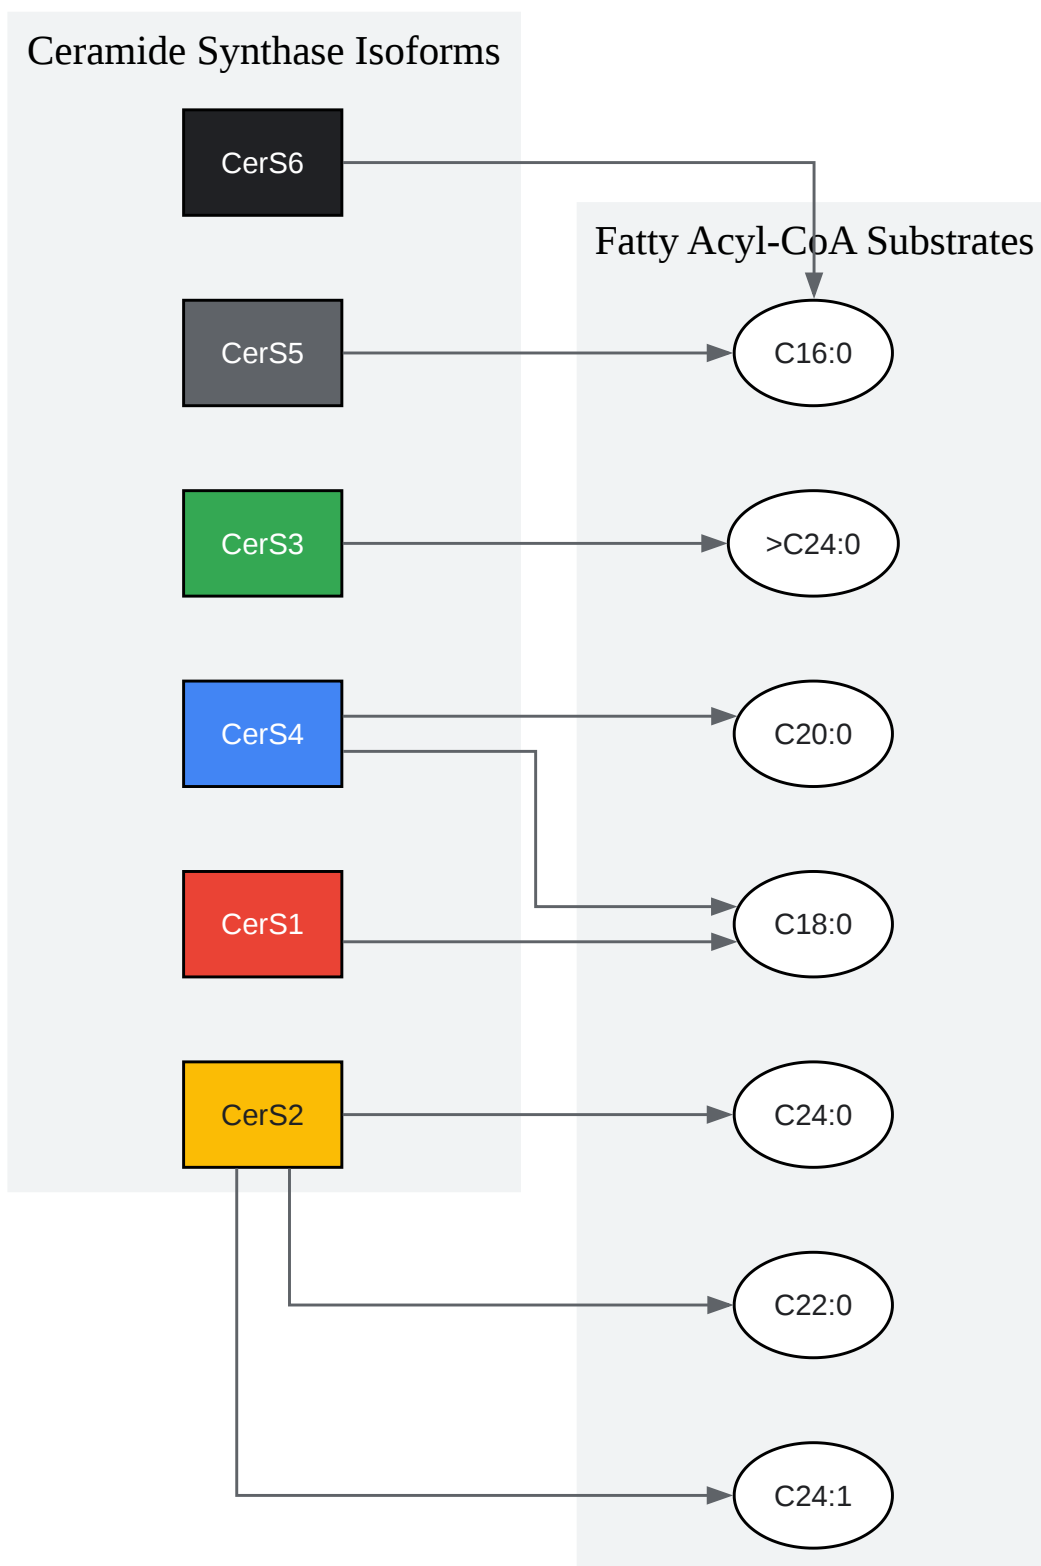 Ceramide Synthase Isoforms
CerS6
Fatty Acyl-CoA Substrates
CerS5
C16:0
CerS3
>C24:0
CerS4
C20:0
CerS1
C18:0
CerS2
C24:0
C22:0
C24:1